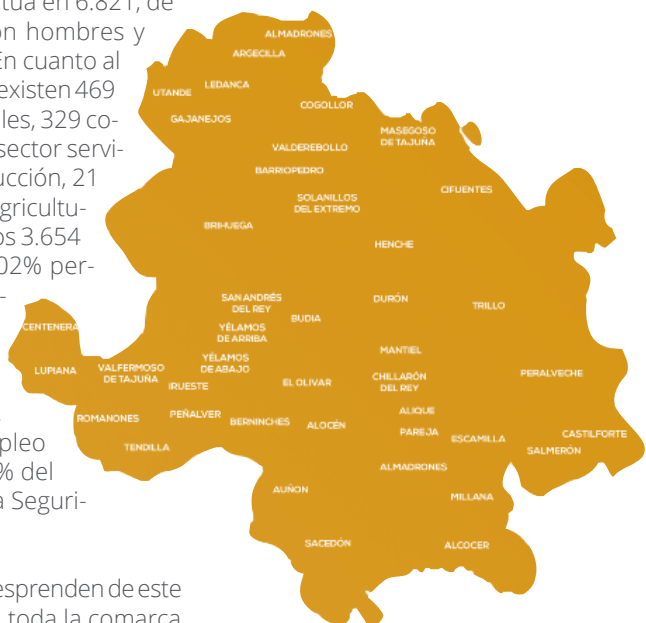 tua en 6.821, de
on hombres y
En cuanto al
existen 469
les, 329 co-
sector servi-
ucción, 21
agricultu-
os 3.654
02% per-
-
pleo
% del
a Seguri-
esprenden de este
toda la comarca
ALMADRONES
ARGECILLA
LEDANCA
UTANDE
COGOLLOR
GAJANEJOS
MASEGOSO
DE TAJUÑA
VALDEREBOLLO
BARRIOPEDRO
CIFUENTES
SOLANILLOS
DEL EXTREMO
BRIHUEGA
HENCHE
SAN ANDRÉS
DEL REY
DURÓN
TRILLO
BUDIA
CENTENERA
YÉLAMOS
DE ARRIBA
MANTIEL
YÉLAMOS
DE ABAJO
LUPIANA
VALFERMOSO
DE TAJUÑA
PERALVECHE
IRUESTE
EL OLIVAR
CHILLARÓN
DEL REY
ALIQUE
ROMANONES
PEÑALVER
BERNINCHES
ALOCÉN
PAREJA
ESCAMILLA
CASTILFORTE
TENDILLA
SALMERÓN
ALMADRONES
AUÑON
MILLANA
SACEDÓN
ALCOCER